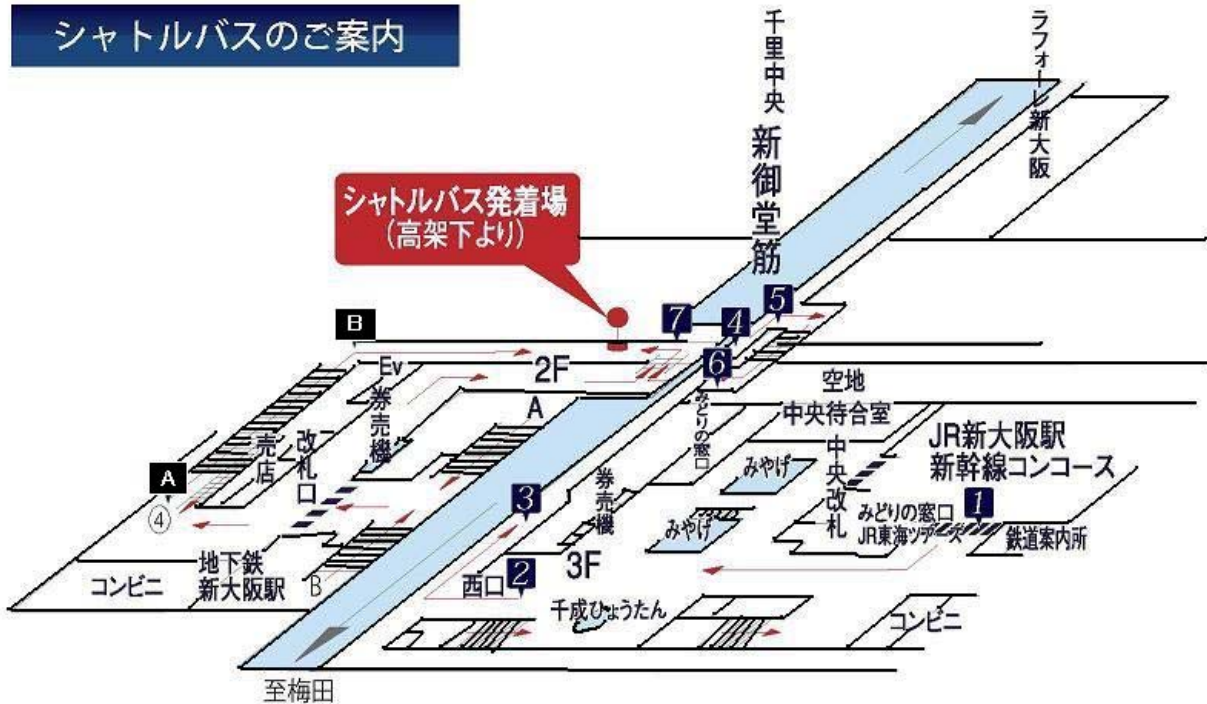 シャトルバスのご案内
千里中央
新御堂筋
ラフォーレ新大阪
シャトルバス発着場
(高架下より)
B
7
4
5
6
Ev
2F
A
券売機
改札口
売店
A
④
空地
中央待合室
みどりの窓口
JR新大阪駅
新幹線コンコース
中央改札
みやげ
券売機
みやげ
3
1
みどりの窓口
JR東海ツアーズ
鉄道案内所
地下鉄
新大阪駅
B
コンビニ
西口
2
3F
千成ひょうたん
コンビニ
至梅田